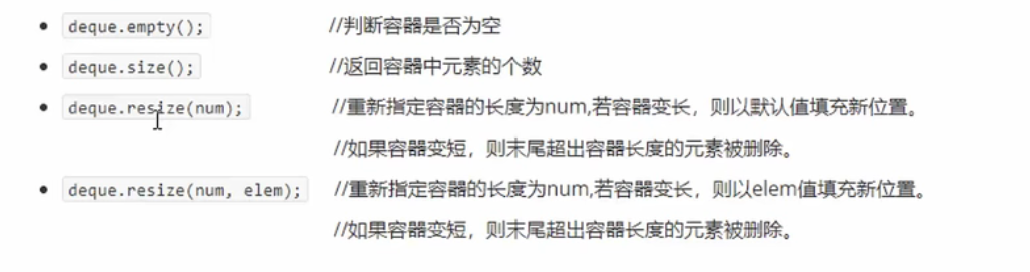 deque.empty(); //判断容器是否为空
deque.size(); //返回容器中元素的个数
deque.resize(num); //重新指定容器的长度为num,若容器变长，则以默认值填充新位置。
//如果容器变短，则末尾超出容器长度的元素被删除。
deque.resize(num, elem); //重新指定容器的长度为num,若容器变长，则以elem值填充新位置。
//如果容器变短，则末尾超出容器长度的元素被删除。